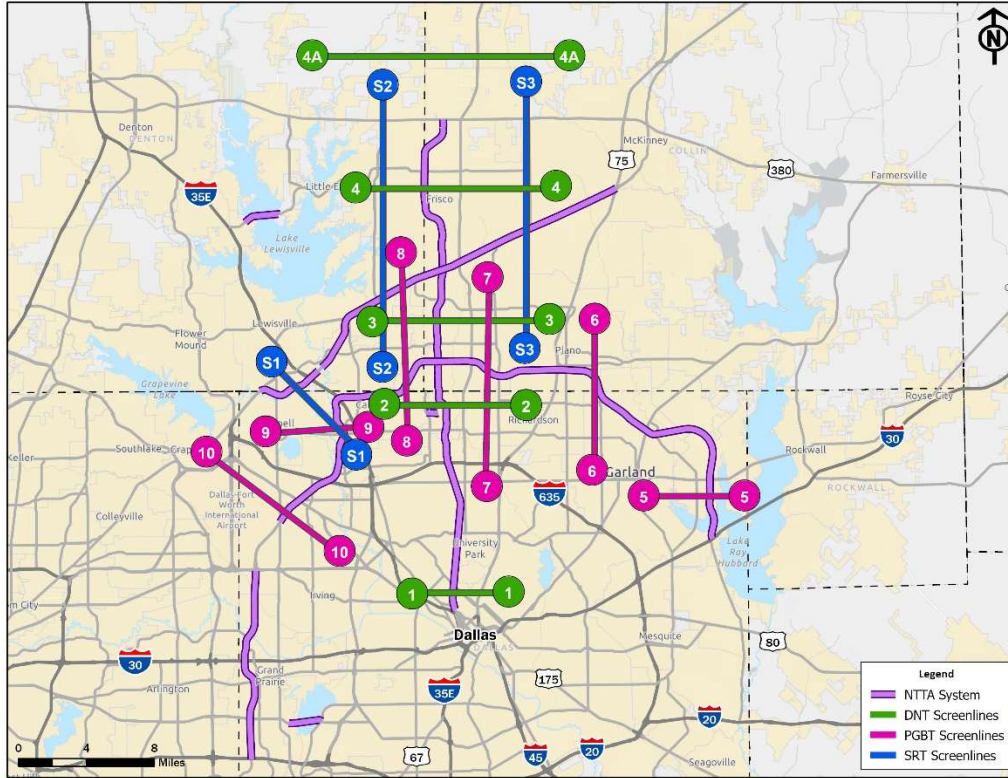 4A
4A
N
S2
S3
Denton
DENTON
McKinney
75
COLLIN
380
Farmersville
35E
Little E
4
4
Frisco
Lake
Lewisville
8
7
3
3
6
Lewisville
Flower
Mound
S1
S2
S3
Plano
Grapevine
Lake
2
2
Royse City
9
9
8
Richardson
30
Keller
Southlake
10
S1
6
Garland
Rockwall
ROCKWALL
Dallas-Fort
Worth
International
Airport
7
635
5
5
Colleyville
10
University
Park
Lake
Ray
Hubbard
Irving
1
1
Dallas
DALLAS
Mesquite
80
30
Grand
Prairie
175
Arlington
35E
20
Seagoville
67
45
20
20
0
4
8
Miles
Legend
NTTA System
DNT Screenlines
PGBT Screenlines
SRT Screenlines